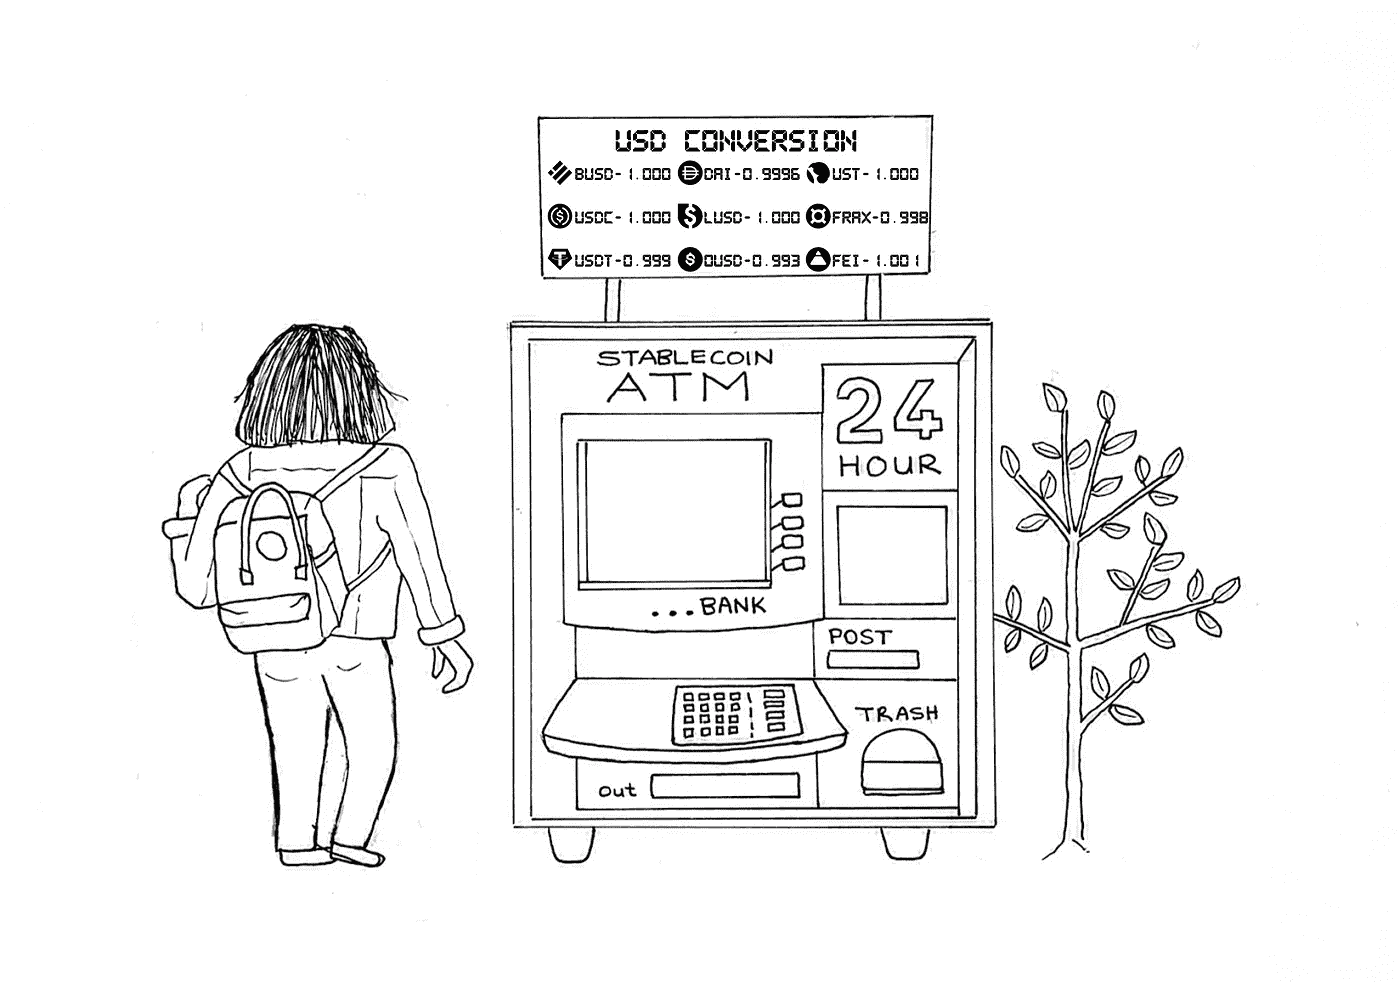 USD CONVERSION
BUSD- 1.000 DAI-0.9996 UST- 1.000
USDC- 1.000 LUSD- 1.000 FRAX-0.998
USDT-0.999 OUSD-0.993 FEI- 1.001
STABLECOIN
ATM
24
HOUR
...BANK
POST
TRASH
out